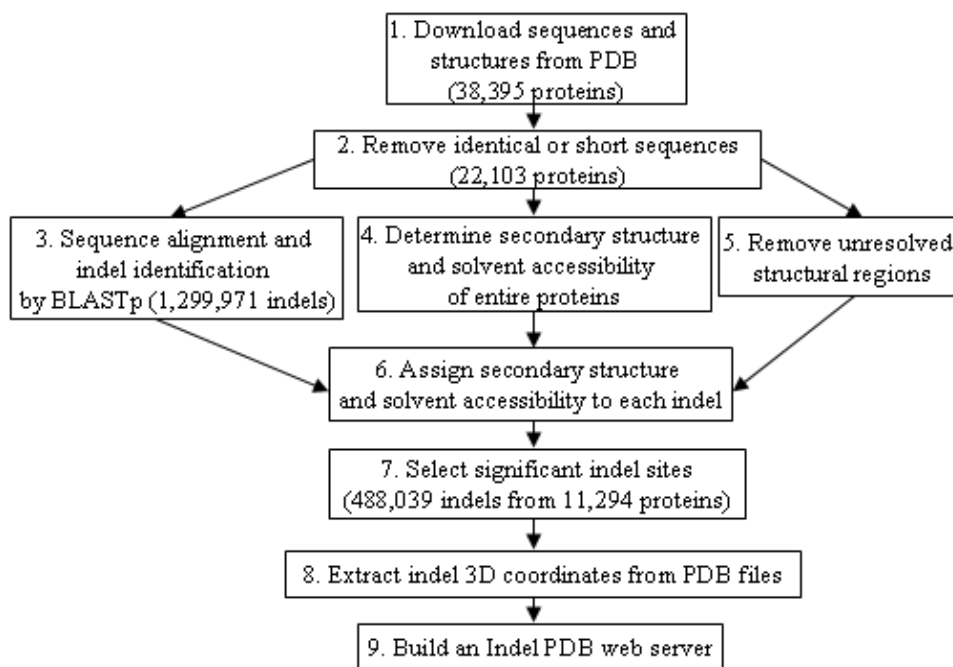 1. Download sequences and
structures from PDB
(38,395 proteins)
2. Remove identical or short sequences
(22,103 proteins)
3. Sequence alignment and
indel identification
by BLASTp (1,299,971 indels)
4. Determine secondary structure
and solvent accessibility
of entire proteins
5. Remove unresolved
structural regions
6. Assign secondary structure
and solvent accessibility to each indel
7. Select significant indel sites
(488,039 indels from 11,294 proteins)
8. Extract indel 3D coordinates from PDB files
9. Build an Indel PDB web server